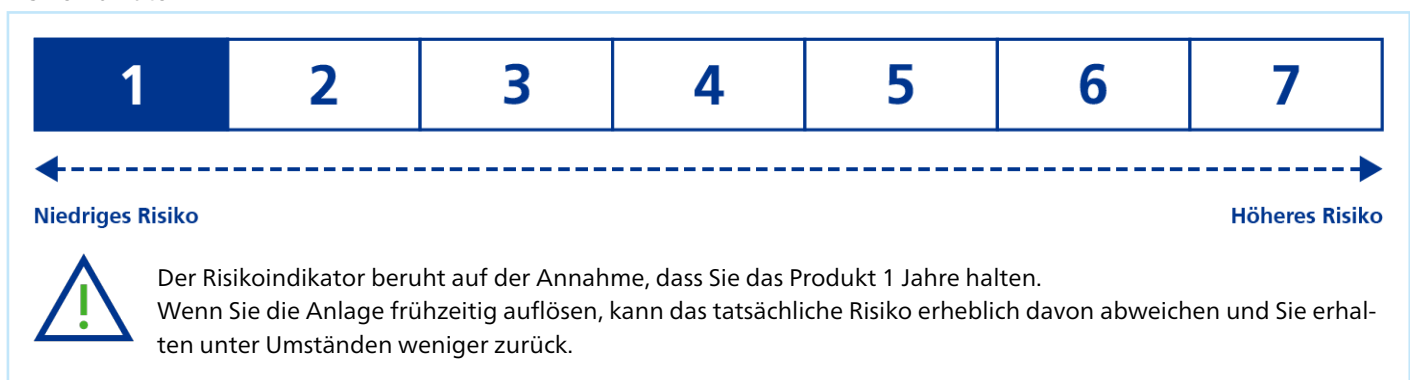 1 2 3 4 5 6 7
Niedriges Risiko Höheres Risiko
Der Risikoindikator beruht auf der Annahme, dass Sie das Produkt 1 Jahre halten.
Wenn Sie die Anlage frühzeitig auflösen, kann das tatsächliche Risiko erheblich davon abweichen und Sie erhal-
ten unter Umständen weniger zurück.